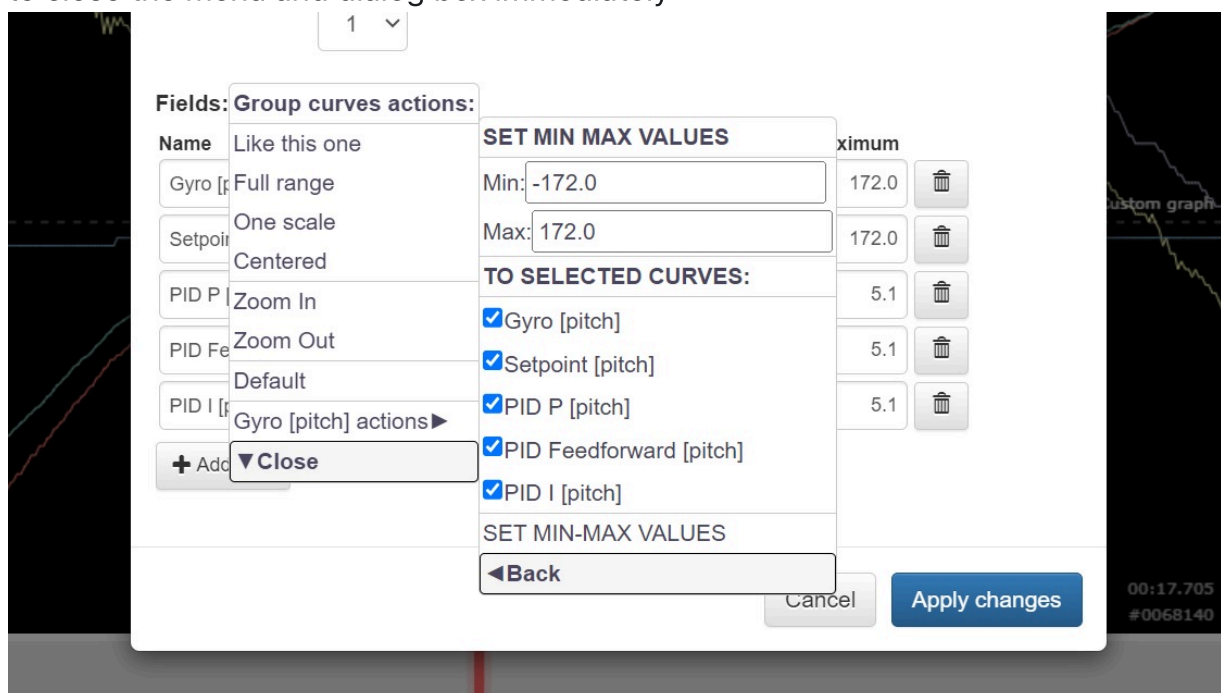 to close the menu and dialog box immediately
1
Fields:
Group curves actions:
Name
Like this one
Full range
One scale
Centered
Zoom In
Zoom Out
Default
Gyro [pitch] actions▶
▼Close
SET MIN MAX VALUES
Min: -172.0
Max: 172.0
TO SELECTED CURVES:
Gyro [pitch]
Setpoint [pitch]
PID P [pitch]
PID Feedforward [pitch]
PID I [pitch]
SET MIN-MAX VALUES
◀Back
ximum
Gyro [p
172.0
Setpoin
172.0
PID P [
5.1
PID Fe
5.1
PID I [p
5.1
Add
Cancel
Apply changes
ustom graph
00:17.705
#0068140